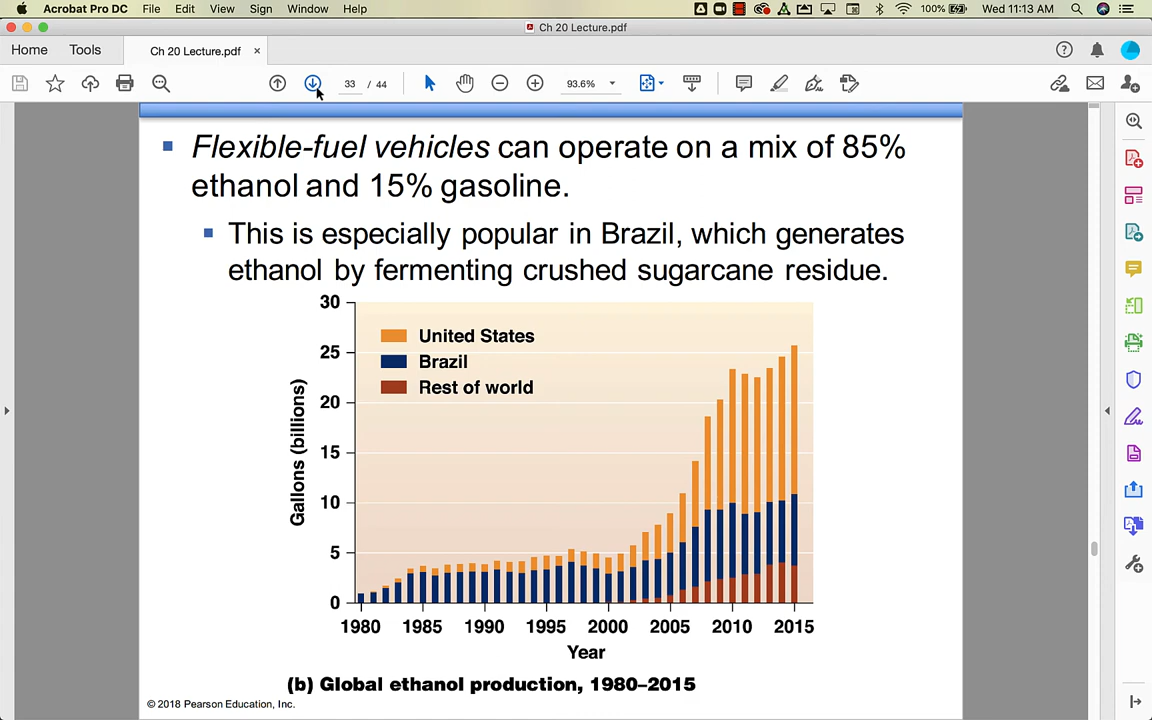 Acrobat Pro DC File Edit View Sign Window Help
100% Wed 11:13 AM
Ch 20 Lecture.pdf
Home Tools Ch 20 Lecture.pdf ×
33 / 44 93.6%
Flexible-fuel vehicles can operate on a mix of 85%
ethanol and 15% gasoline.
This is especially popular in Brazil, which generates
ethanol by fermenting crushed sugarcane residue.
30
25
20
15
10
5
0
Gallons (billions)
United States
Brazil
Rest of world
1980 1985 1990 1995 2000 2005 2010 2015
Year
(b) Global ethanol production, 1980–2015
© 2018 Pearson Education, Inc.